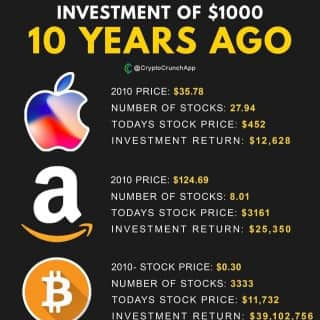 INVESTMENT OF $1000
10 YEARS AGO
@CryptoCrunchApp
2010 PRICE: $35.78
NUMBER OF STOCKS: 27.94
TODAYS STOCK PRICE: $452
INVESTMENT RETURN: $12,628
a
2010 PRICE: $124.69
NUMBER OF STOCKS: 8.01
TODAYS STOCK PRICE: $3161
INVESTMENT RETURN: $25,350
₿
2010- STOCK PRICE: $0.30
NUMBER OF STOCKS: 3333
TODAYS STOCK PRICE: $11,732
INVESTMENT RETURN: $39,102,756